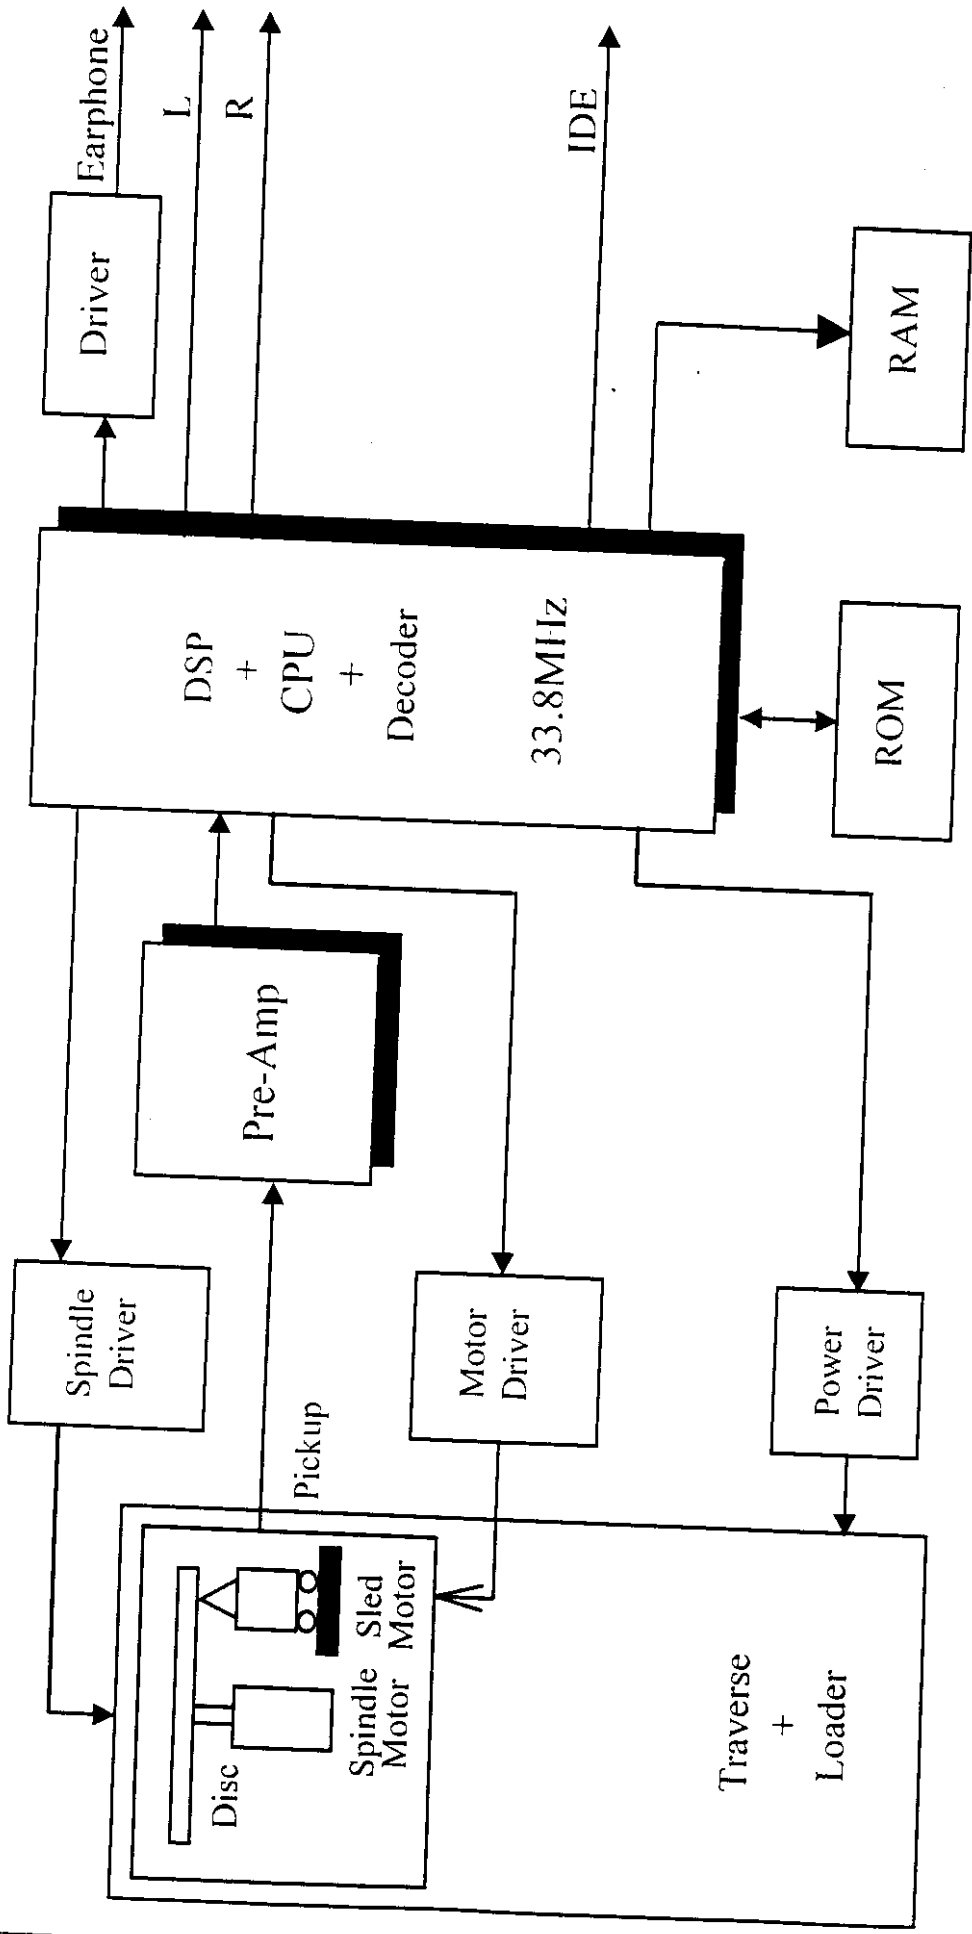 Earphone
L
R
IDE
Driver
RAM
DSP
+
CPU
+
Decoder
33.8MHz
ROM
Pre-Amp
Spindle
Driver
Motor
Driver
Power
Driver
Pickup
Disc
Spindle
Motor
Sled
Motor
Traverse
+
Loader